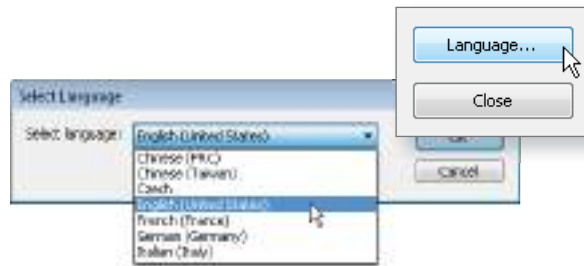 Language...
Close
Select Language
Select language:
English (United States)
Cancel
Chinese (PRC)
Chinese (Taiwan)
Czech
English (United States)
French (France)
German (Germany)
Italian (Italy)